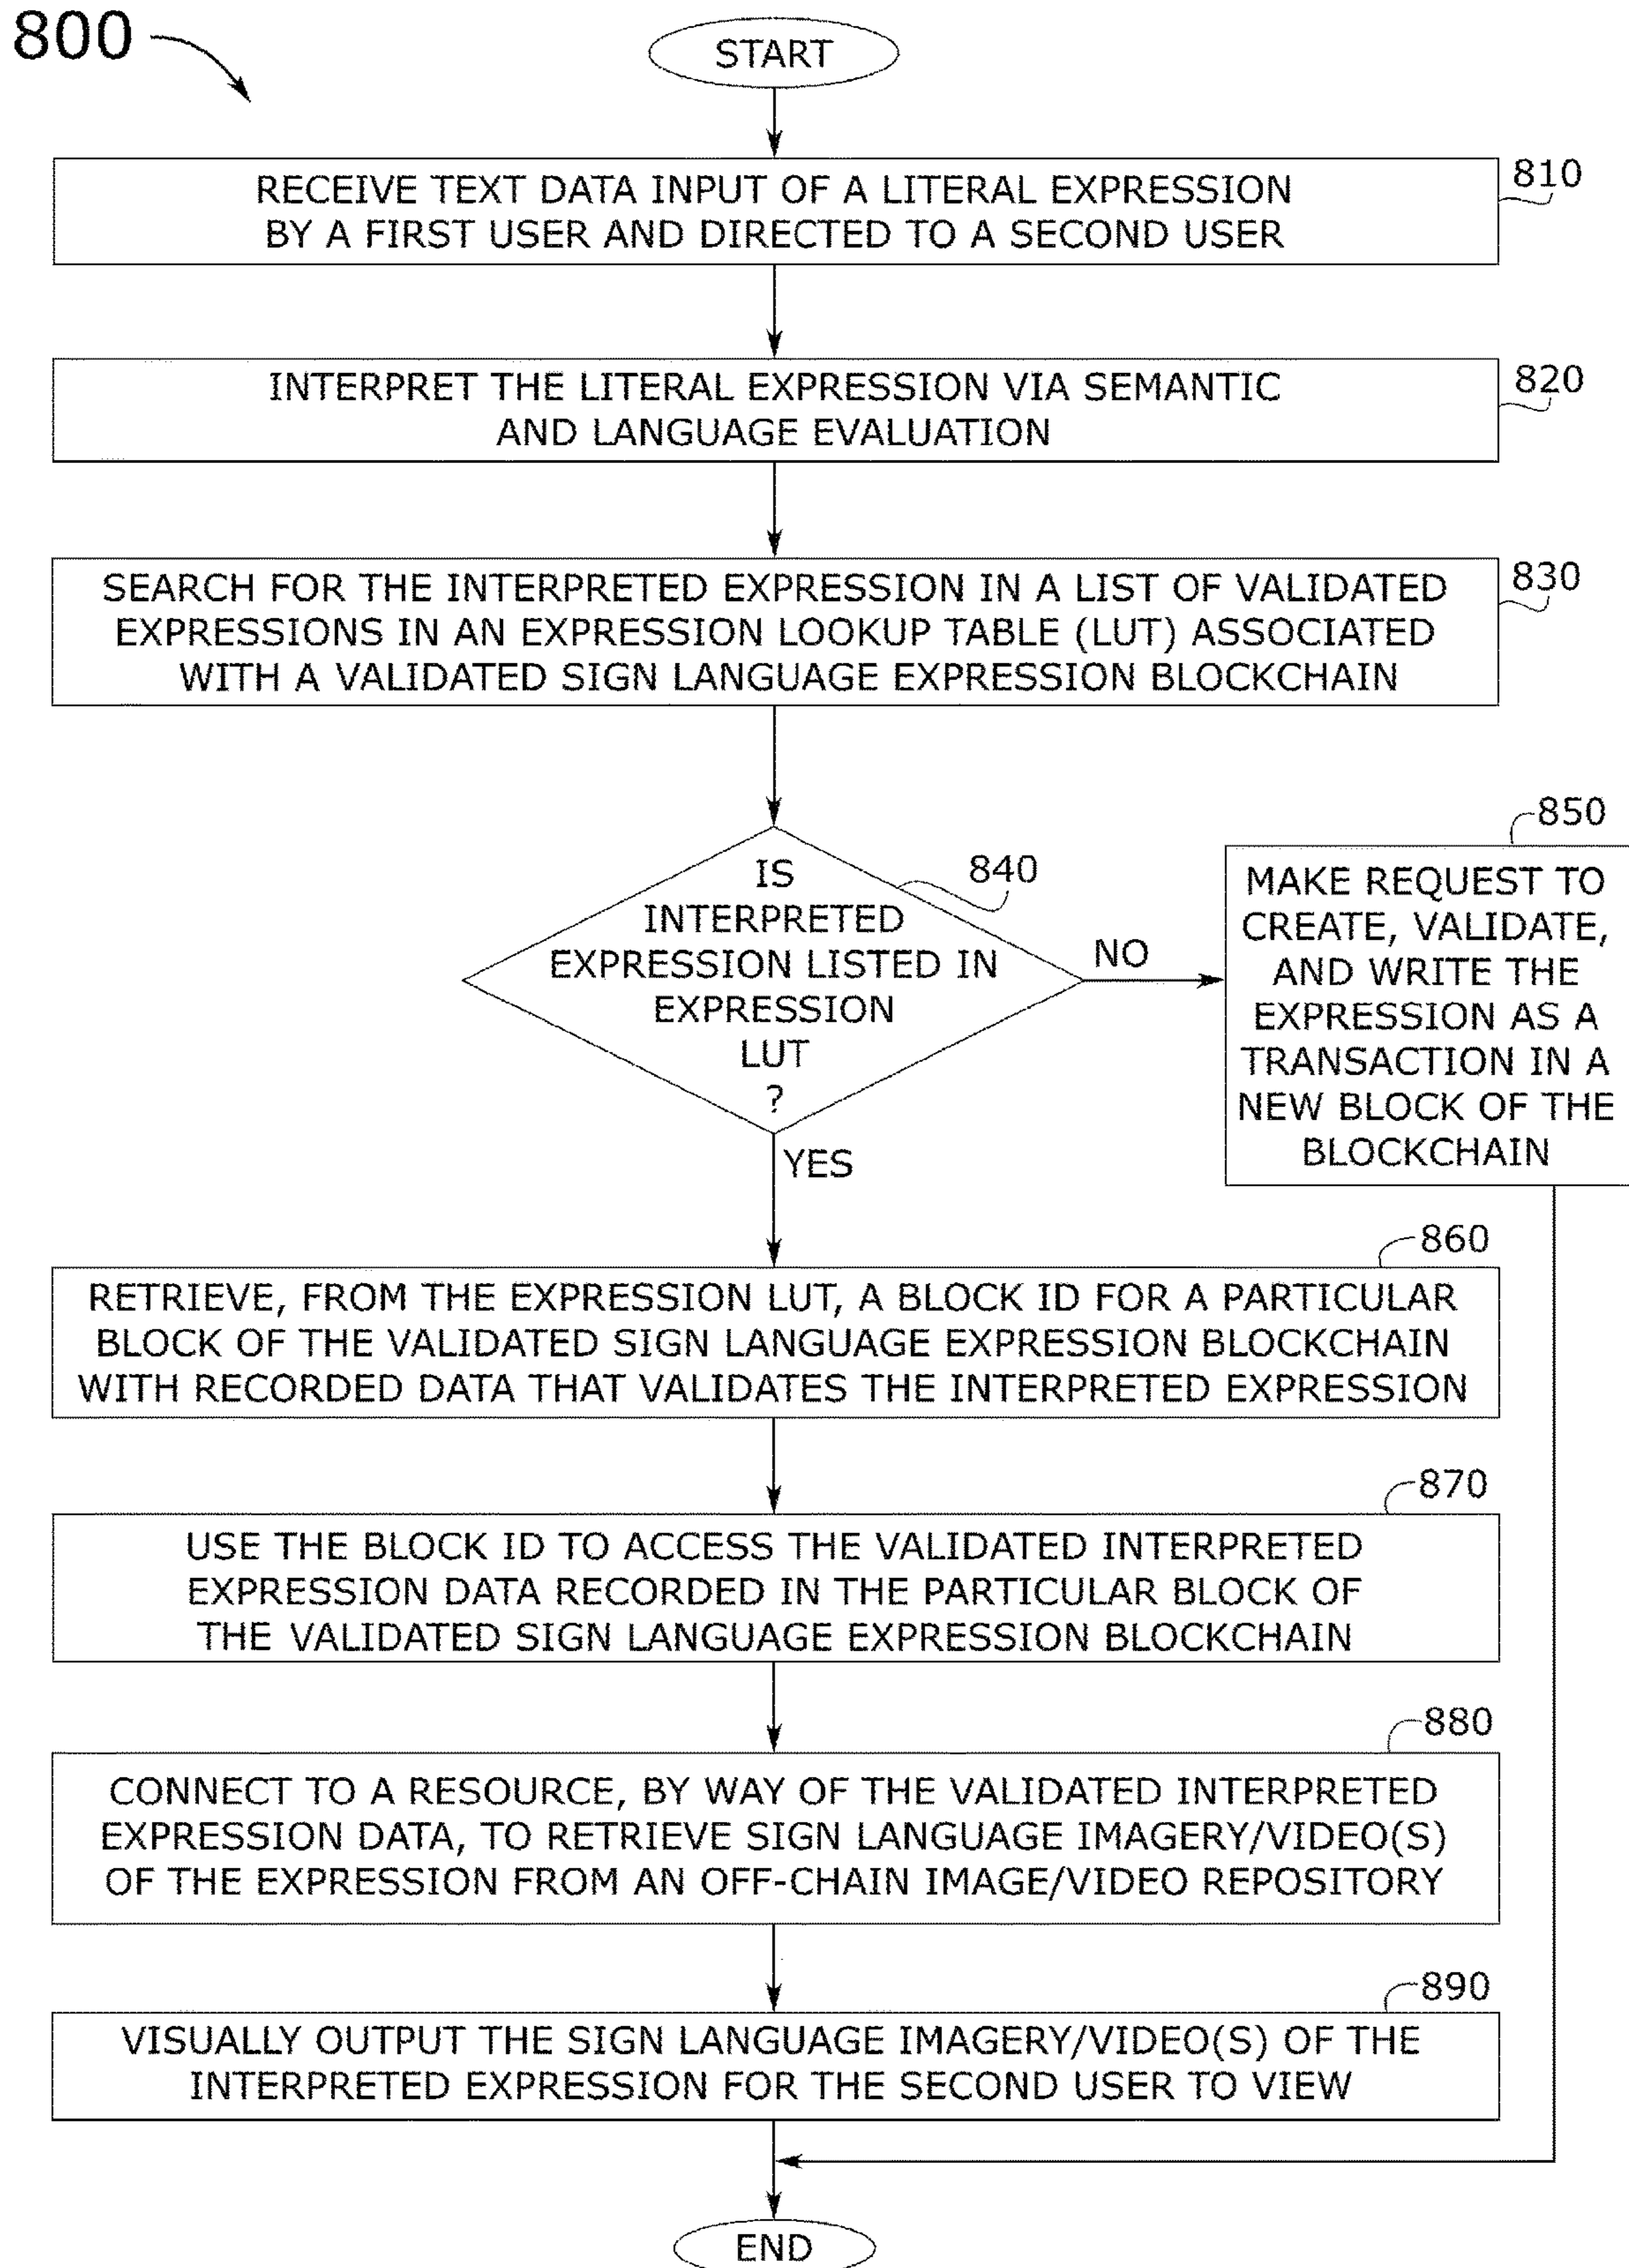 800
START
RECEIVE TEXT DATA INPUT OF A LITERAL EXPRESSION
BY A FIRST USER AND DIRECTED TO A SECOND USER
810
INTERPRET THE LITERAL EXPRESSION VIA SEMANTIC
AND LANGUAGE EVALUATION
820
SEARCH FOR THE INTERPRETED EXPRESSION IN A LIST OF VALIDATED
EXPRESSIONS IN AN EXPRESSION LOOKUP TABLE (LUT) ASSOCIATED
WITH A VALIDATED SIGN LANGUAGE EXPRESSION BLOCKCHAIN
830
IS
INTERPRETED
EXPRESSION LISTED IN
EXPRESSION
LUT
?
840
NO
YES
850
MAKE REQUEST TO
CREATE, VALIDATE,
AND WRITE THE
EXPRESSION AS A
TRANSACTION IN A
NEW BLOCK OF THE
BLOCKCHAIN
860
RETRIEVE, FROM THE EXPRESSION LUT, A BLOCK ID FOR A PARTICULAR
BLOCK OF THE VALIDATED SIGN LANGUAGE EXPRESSION BLOCKCHAIN
WITH RECORDED DATA THAT VALIDATES THE INTERPRETED EXPRESSION
870
USE THE BLOCK ID TO ACCESS THE VALIDATED INTERPRETED
EXPRESSION DATA RECORDED IN THE PARTICULAR BLOCK OF
THE VALIDATED SIGN LANGUAGE EXPRESSION BLOCKCHAIN
880
CONNECT TO A RESOURCE, BY WAY OF THE VALIDATED INTERPRETED
EXPRESSION DATA, TO RETRIEVE SIGN LANGUAGE IMAGERY/VIDEO(S)
OF THE EXPRESSION FROM AN OFF-CHAIN IMAGE/VIDEO REPOSITORY
890
VISUALLY OUTPUT THE SIGN LANGUAGE IMAGERY/VIDEO(S) OF THE
INTERPRETED EXPRESSION FOR THE SECOND USER TO VIEW
END